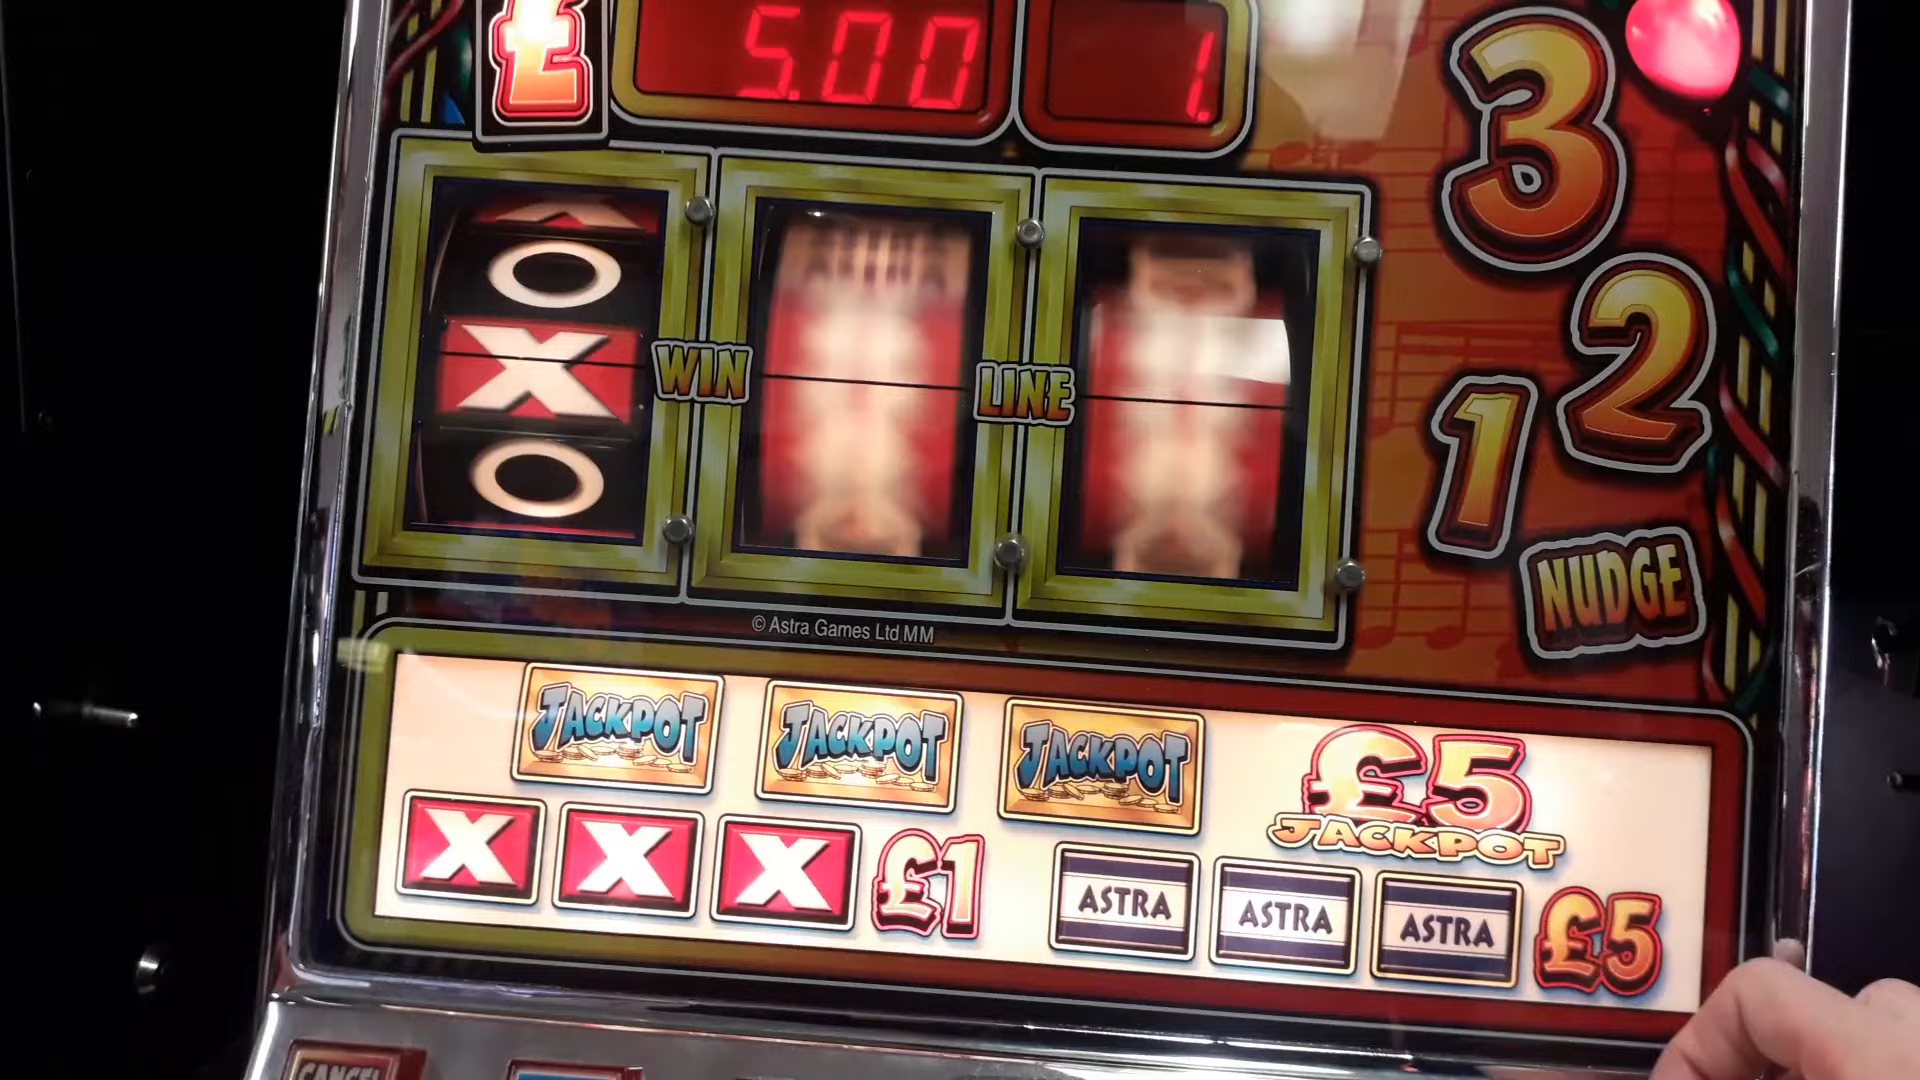 £ 5.00 1.
3
2
1
NUDGE
O
X
O
WIN LINE
© Astra Games Ltd MM
JACKPOT JACKPOT JACKPOT £5
JACKPOT
X X X £1 ASTRA ASTRA ASTRA £5
CANCEL